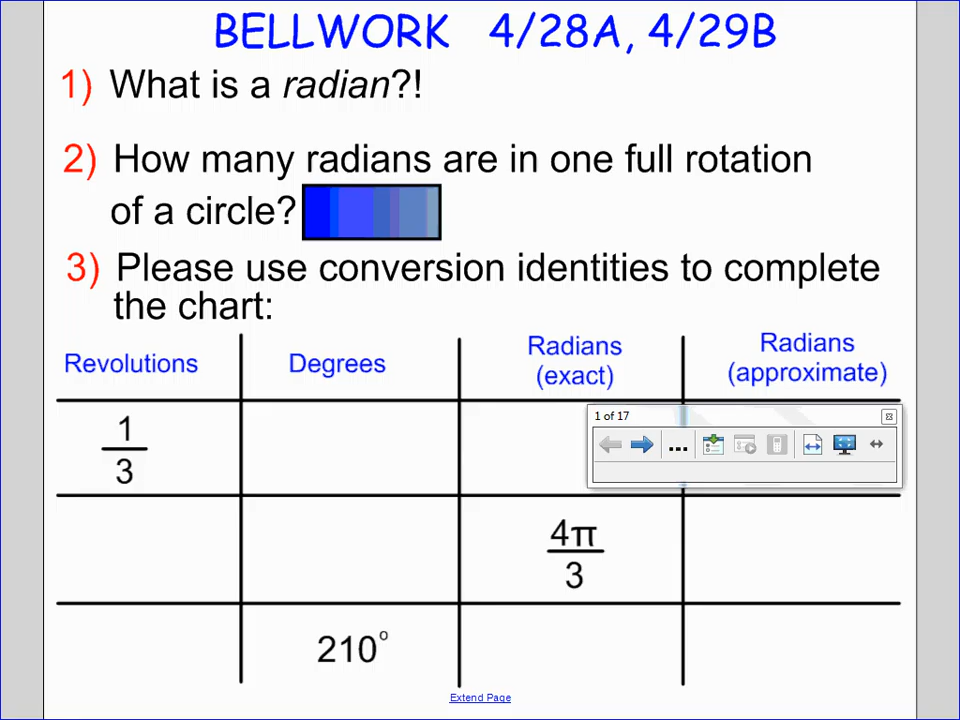 BELLWORK 4/28A, 4/29B
1) What is a radian?!
2) How many radians are in one full rotation
of a circle?
3) Please use conversion identities to complete
the chart:
Revolutions Degrees Radians (exact) Radians (approximate)
1 of 17
...
1/3
4π/3
210°
Extend Page